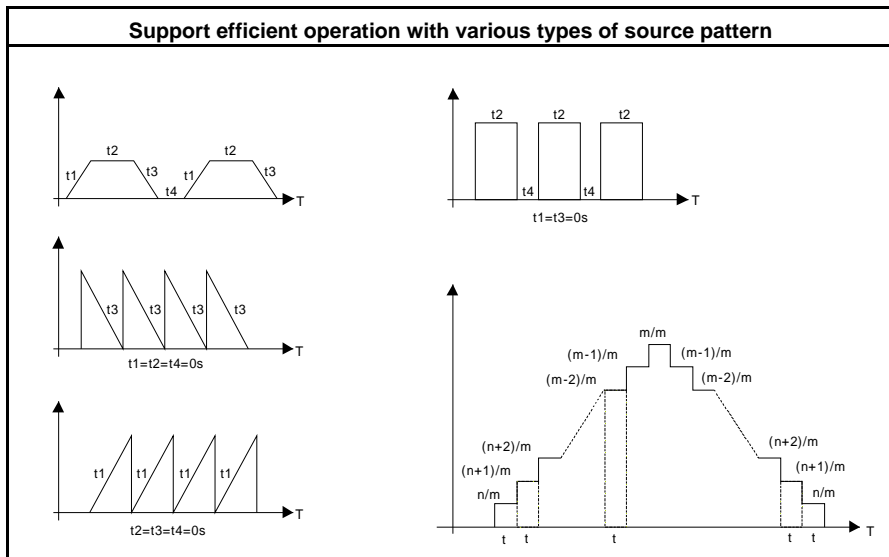 Support efficient operation with various types of source pattern
t2 t2
t1 t3 t1 t3
t4
T
t2 t2 t2
t4 t4
T
t1=t3=0s
t3 t3 t3 t3
T
t1=t2=t4=0s
t1 t1 t1 t1
T
t2=t3=t4=0s
m/m
(m-1)/m (m-1)/m
(m-2)/m (m-2)/m
(n+2)/m (n+2)/m
(n+1)/m (n+1)/m
n/m n/m
T
t t t t t